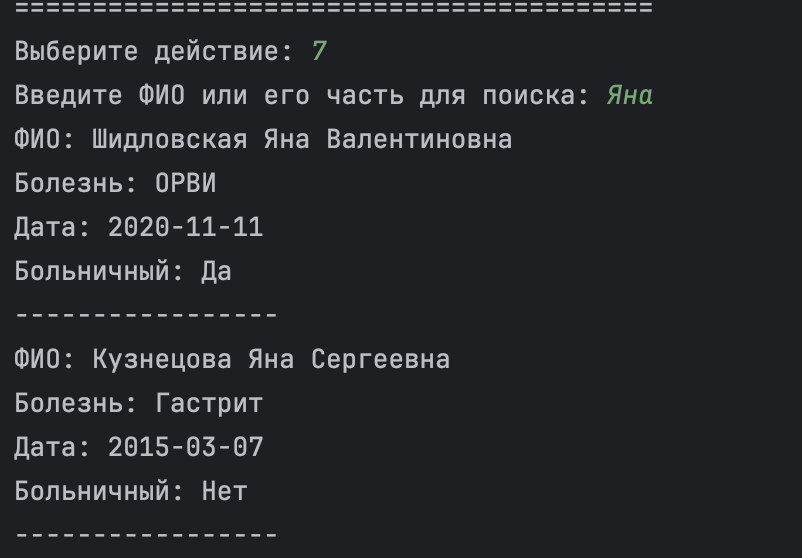 =========================================
Выберите действие: 7
Введите ФИО или его часть для поиска: Яна
ФИО: Шидловская Яна Валентиновна
Болезнь: ОРВИ
Дата: 2020-11-11
Больничный: Да
-----------------
ФИО: Кузнецова Яна Сергеевна
Болезнь: Гастрит
Дата: 2015-03-07
Больничный: Нет
-----------------